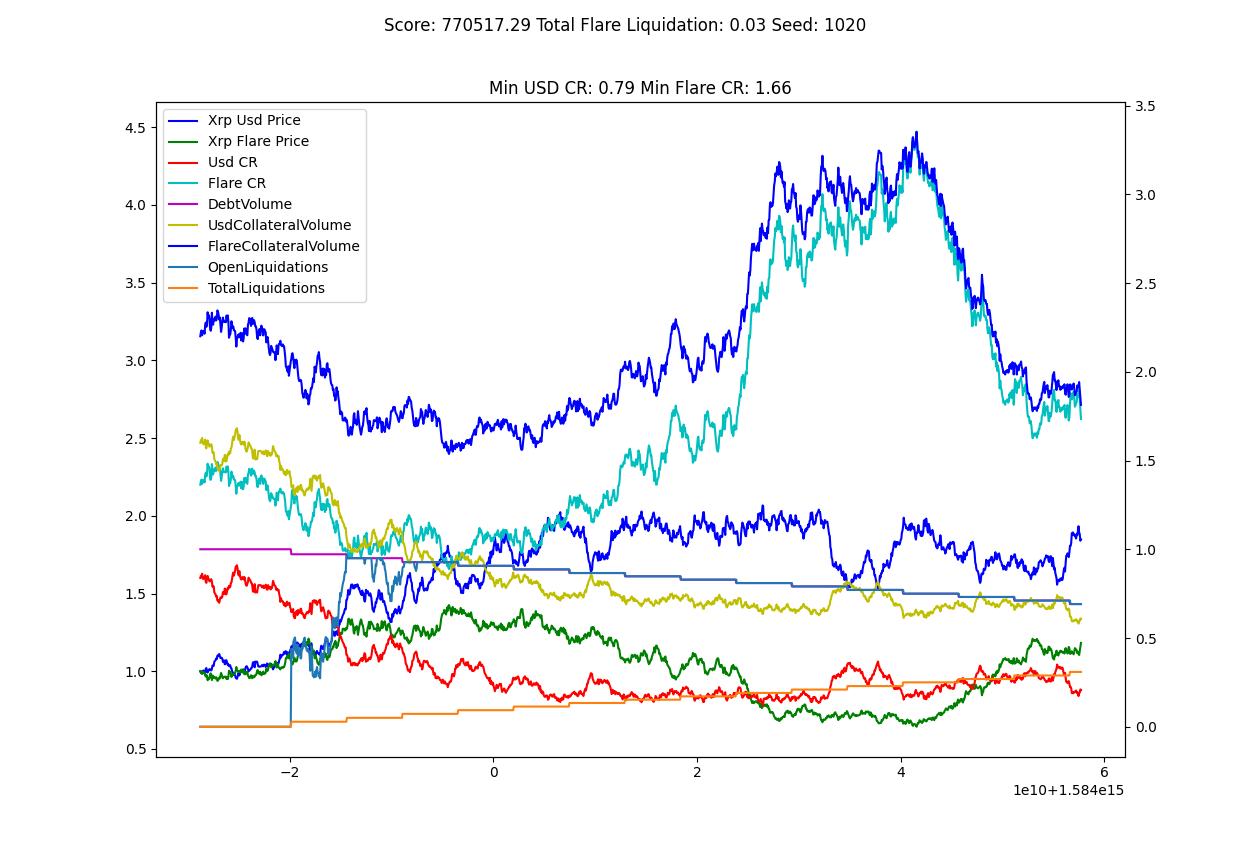 Score: 770517.29 Total Flare Liquidation: 0.03 Seed: 1020
Min USD CR: 0.79 Min Flare CR: 1.66
Xrp Usd Price
Xrp Flare Price
Usd CR
Flare CR
DebtVolume
UsdCollateralVolume
FlareCollateralVolume
OpenLiquidations
TotalLiquidations
4.5
4.0
3.5
3.0
2.5
2.0
1.5
1.0
0.5
3.5
3.0
2.5
2.0
1.5
1.0
0.5
0.0
−2 0 2 4 6
1e10+1.584e15